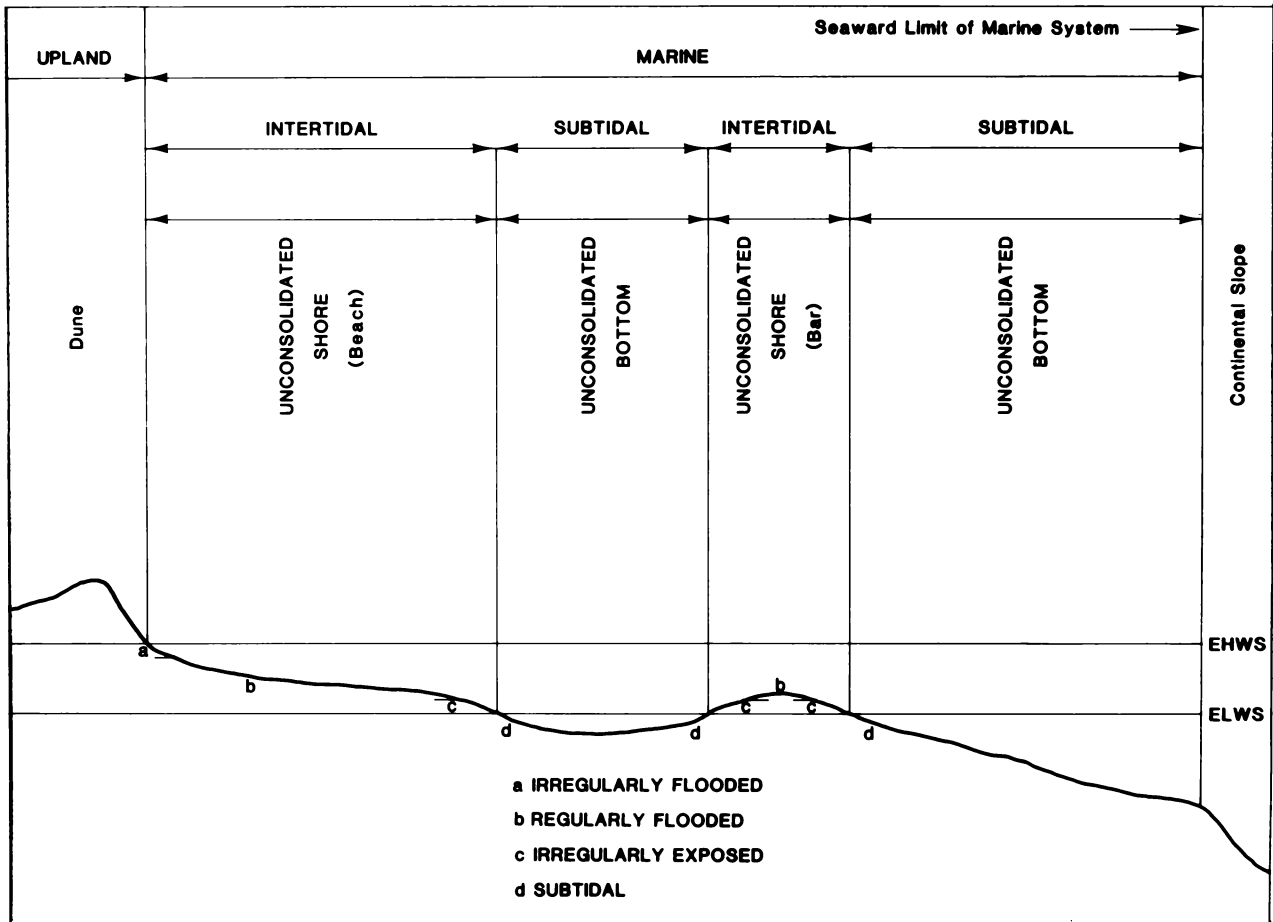 Seaward Limit of Marine System
UPLAND
MARINE
INTERTIDAL
SUBTIDAL
INTERTIDAL
SUBTIDAL
Dune
UNCONSOLIDATED
SHORE
(Beach)
UNCONSOLIDATED
BOTTOM
UNCONSOLIDATED
SHORE
(Bar)
UNCONSOLIDATED
BOTTOM
Continental Slope
EHWS
a
b
b
c
c
c
ELWS
d
d
d
a IRREGULARLY FLOODED
b REGULARLY FLOODED
c IRREGULARLY EXPOSED
d SUBTIDAL